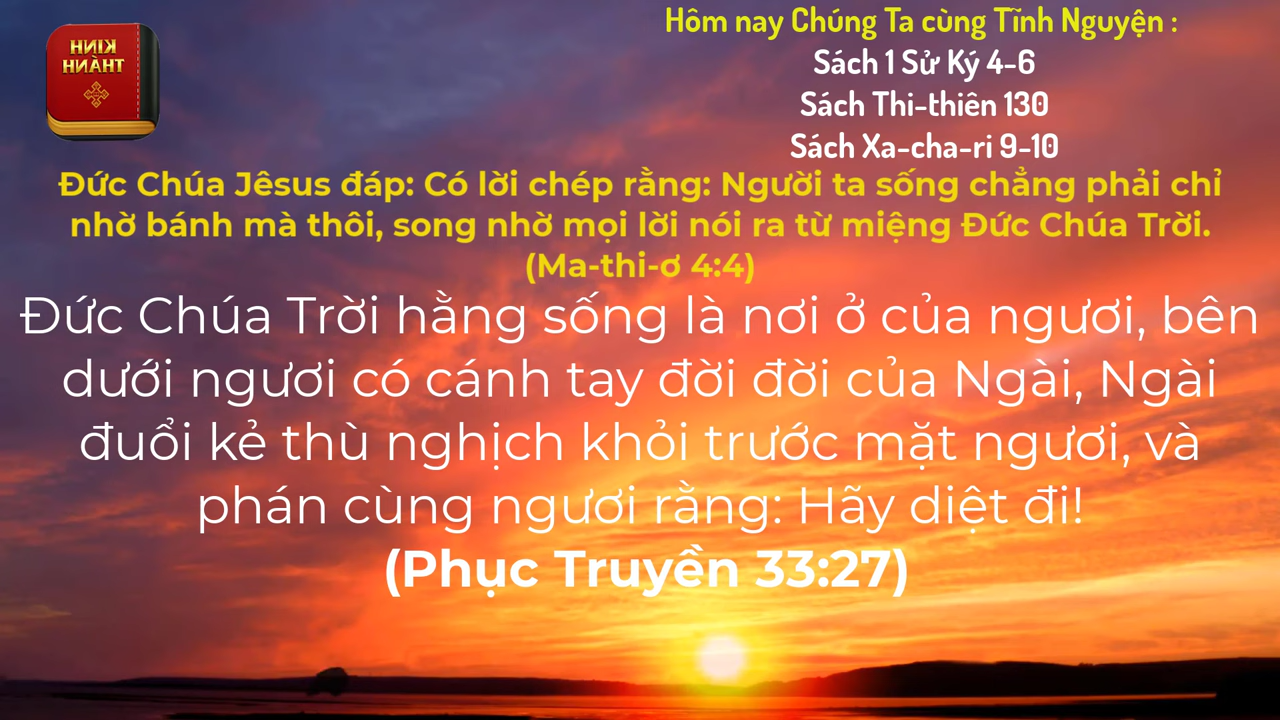 KINH
THÁNH
Hôm nay Chúng Ta cùng Tĩnh Nguyện :
Sách 1 Sử Ký 4-6
Sách Thi-thiên 130
Sách Xa-cha-ri 9-10
Đức Chúa Jêsus đáp: Có lời chép rằng: Người ta sống chẳng phải chỉ
nhờ bánh mà thôi, song nhờ mọi lời nói ra từ miệng Đức Chúa Trời.
(Ma-thi-ơ 4:4)
Đức Chúa Trời hằng sống là nơi ở của ngươi, bên
dưới ngươi có cánh tay đời đời của Ngài, Ngài
đuổi kẻ thù nghịch khỏi trước mặt ngươi, và
phán cùng ngươi rằng: Hãy diệt đi!
(Phục Truyền 33:27)